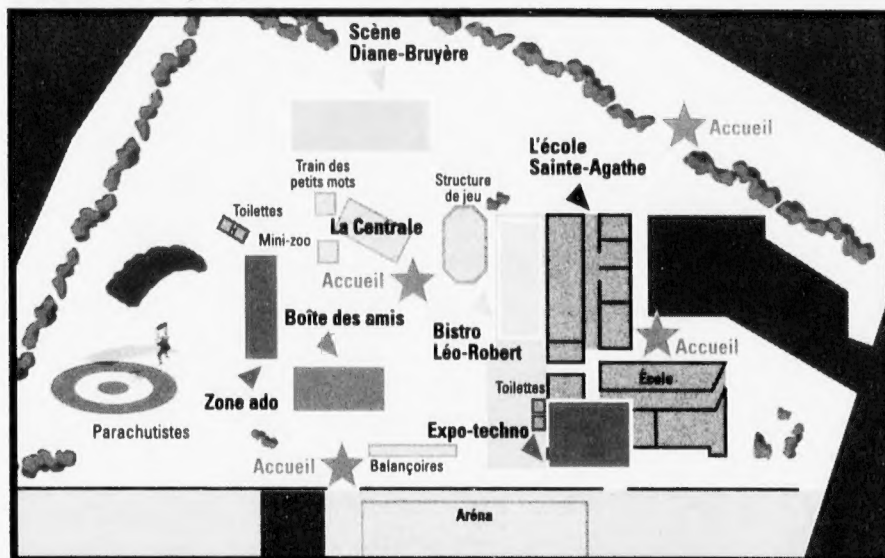 Scène
Diane-Bruyère
Accueil
L'école
Sainte-Agathe
Train des
petits mots
Structure
de jeu
Toilettes
La Centrale
Mini-zoo
Accueil
Boîte des amis
Bistro
Léo-Robert
Accueil
École
Zone ado
Toilettes
Parachutistes
Expo-techno
Accueil
Balançoires
Aréna